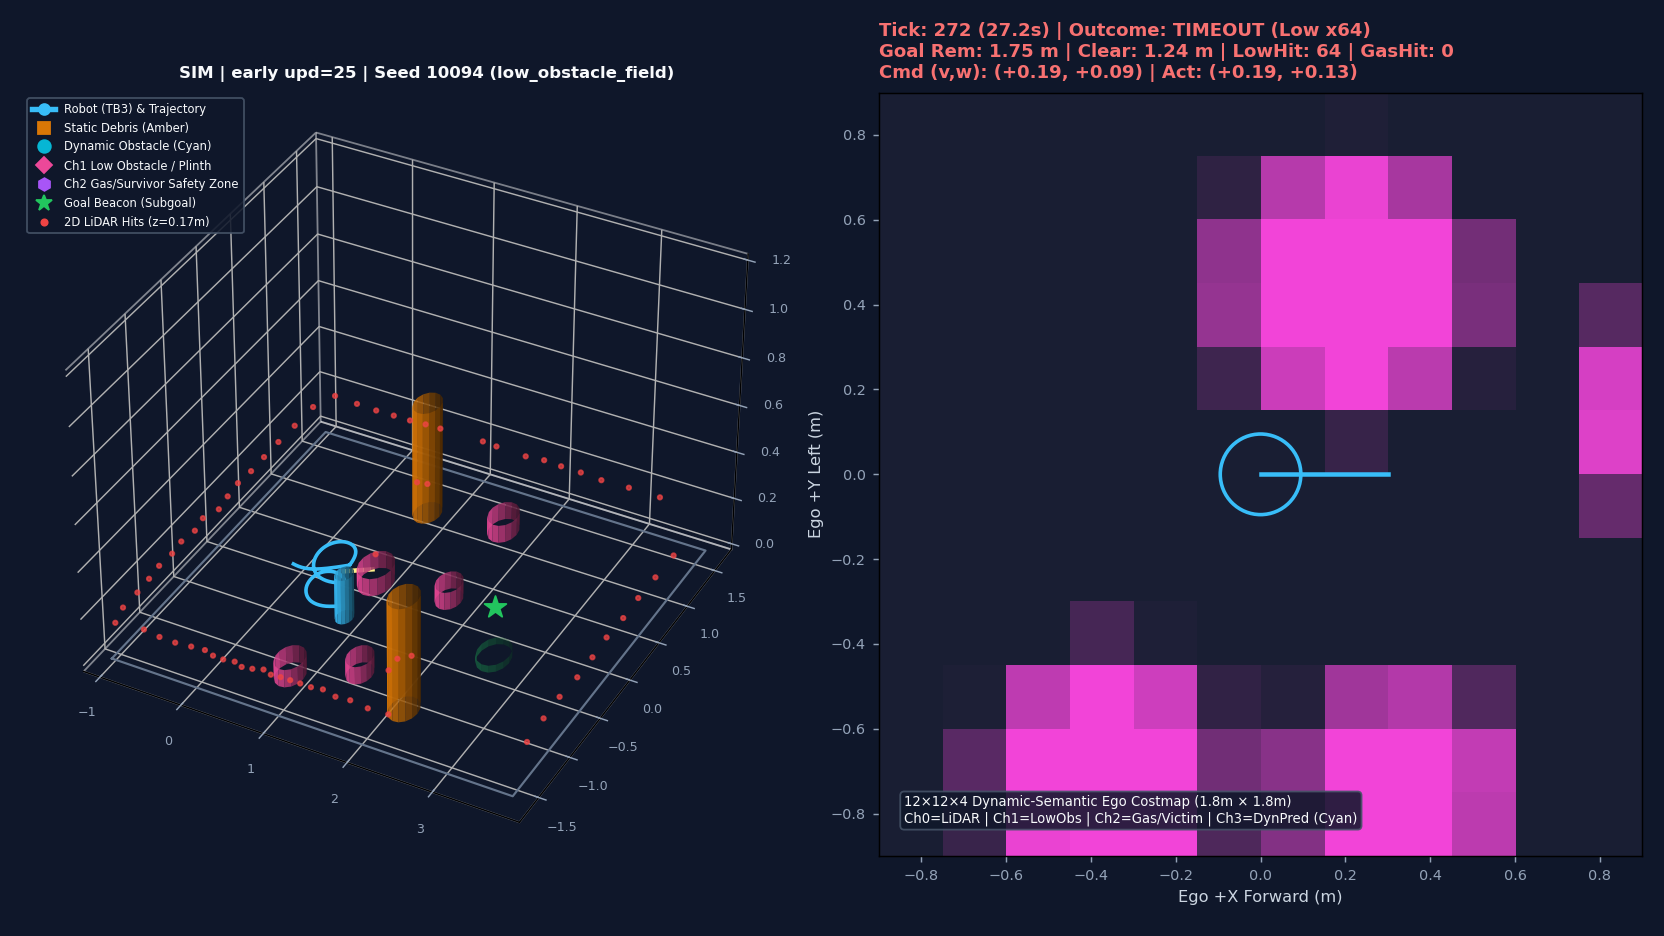 SIM | early upd=25 | Seed 10094 (low_obstacle_field)
Robot (TB3) & Trajectory
Static Debris (Amber)
Dynamic Obstacle (Cyan)
Ch1 Low Obstacle / Plinth
Ch2 Gas/Survivor Safety Zone
Goal Beacon (Subgoal)
2D LiDAR Hits (z=0.17m)
1.2
1.0
0.8
0.6
0.4
0.2
0.0
1.5
1.0
0.5
0.0
−0.5
−1.0
−1.5
−1
0
1
2
3
Tick: 272 (27.2s) | Outcome: TIMEOUT (Low x64)
Goal Rem: 1.75 m | Clear: 1.24 m | LowHit: 64 | GasHit: 0
Cmd (v,w): (+0.19, +0.09) | Act: (+0.19, +0.13)
Ego +Y Left (m)
0.8
0.6
0.4
0.2
0.0
−0.2
−0.4
−0.6
−0.8
12×12×4 Dynamic-Semantic Ego Costmap (1.8m × 1.8m)
Ch0=LiDAR | Ch1=LowObs | Ch2=Gas/Victim | Ch3=DynPred (Cyan)
−0.8 −0.6 −0.4 −0.2 0.0 0.2 0.4 0.6 0.8
Ego +X Forward (m)